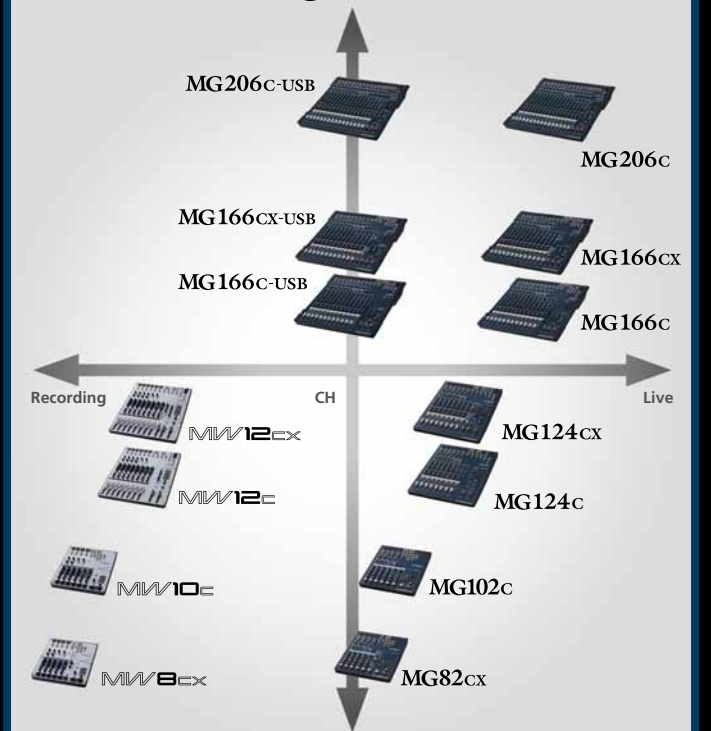 MG206C-USB
MG206C
MG166CX-USB
MG166CX
MG166C-USB
MG166C
Recording
CH
Live
MW12CX
MG124CX
MW12C
MG124C
MW10C
MG102C
MW8CX
MG82CX